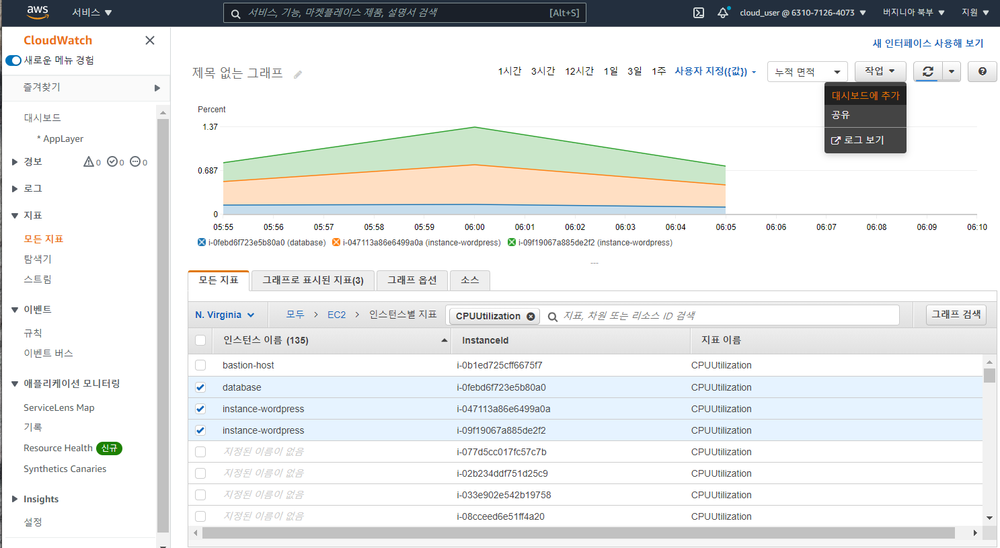 aws 서비스 서비스, 기능, 마켓플레이스 제품, 설명서 검색 [Alt+S] cloud_user @ 6310-7126-4073 버지니아 북부 지원
CloudWatch
새로운 메뉴 경험
즐겨찾기
대시보드
* AppLayer
경보 0 0 0
로그
지표
모든 지표
탐색기
스트림
이벤트
규칙
이벤트 버스
애플리케이션 모니터링
ServiceLens Map
기록
Resource Health 신규
Synthetics Canaries
Insights
설정
새 인터페이스 사용해 보기
제목 없는 그래프 1시간 3시간 12시간 1일 3일 1주 사용자 지정({값}) 누적 면적 작업
대시보드에 추가
공유
로그 보기
Percent
1.37
0.687
0
05:55 05:56 05:57 05:58 05:59 06:00 06:01 06:02 06:03 06:04 06:05 06:06 06:07 06:08 06:09 06:10
i-0febd6f723e5b80a0 (database) i-047113a86e6499a0a (instance-wordpress) i-09f19067a885de2f2 (instance-wordpress)
모든 지표 그래프로 표시된 지표(3) 그래프 옵션 소스
N. Virginia 모두 > EC2 > 인스턴스별 지표 CPUUtilization 지표, 차원 또는 리소스 ID 검색 그래프 검색
인스턴스 이름 (135) InstanceId 지표 이름
bastion-host i-0b1ed725cff6675f7 CPUUtilization
database i-0febd6f723e5b80a0 CPUUtilization
instance-wordpress i-047113a86e6499a0a CPUUtilization
instance-wordpress i-09f19067a885de2f2 CPUUtilization
지정된 이름이 없음 i-077d5cc017fc57c7b CPUUtilization
지정된 이름이 없음 i-02b234ddf751d25c9 CPUUtilization
지정된 이름이 없음 i-033e902e542b19758 CPUUtilization
지정된 이름이 없음 i-08cceed6e51ff4a20 CPUUtilization